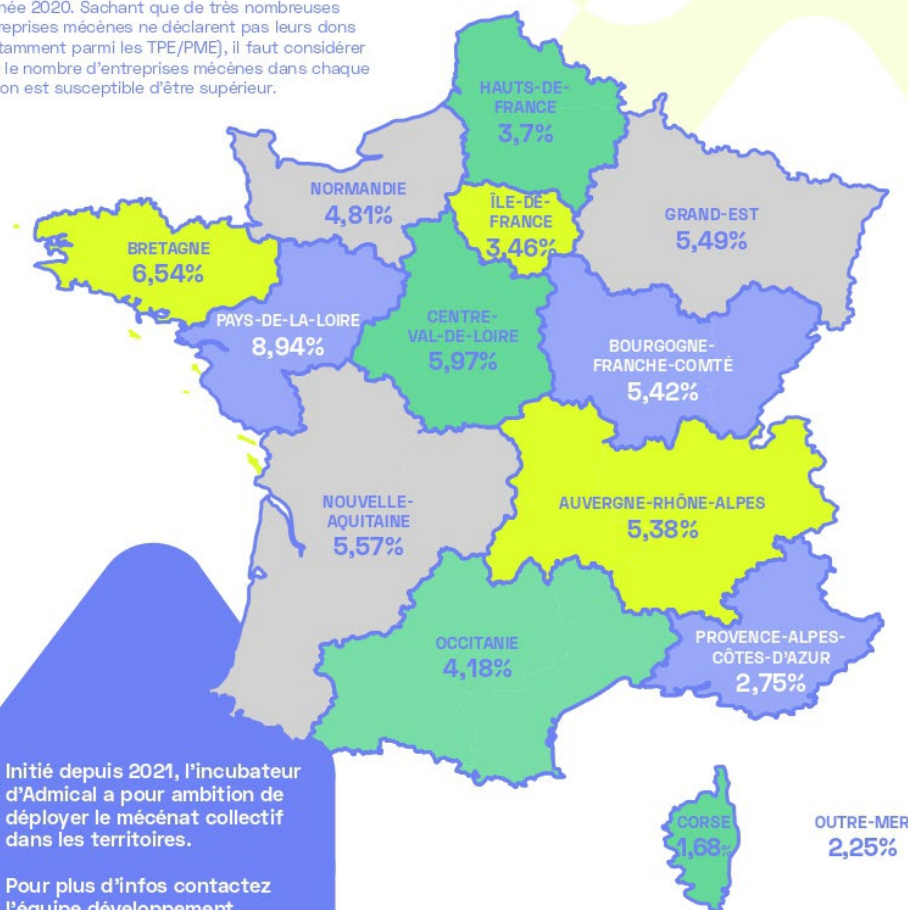 née 2020. Sachant que de très nombreuses
reprises mécènes ne déclarent pas leurs dons
tamment parmi les TPE/PME), il faut considérer
le nombre d'entreprises mécènes dans chaque
on est susceptible d'être supérieur.
HAUTS-DE-
FRANCE
3,7%
NORMANDIE
4,81%
ÎLE-DE-
FRANCE
3,46%
GRAND-EST
5,49%
BRETAGNE
6,54%
PAYS-DE-LA-LOIRE
8,94%
CENTRE-
VAL-DE-LOIRE
5,97%
BOURGOGNE-
FRANCHE-COMTÉ
5,42%
NOUVELLE-
AQUITAINE
5,57%
AUVERGNE-RHÔNE-ALPES
5,38%
OCCITANIE
4,18%
PROVENCE-ALPES-
CÔTES-D'AZUR
2,75%
CORSE
1,68%
OUTRE-MER
2,25%
Initié depuis 2021, l'incubateur
d'Admical a pour ambition de
déployer le mécénat collectif
dans les territoires.
Pour plus d'infos contactez
l'équipe développement